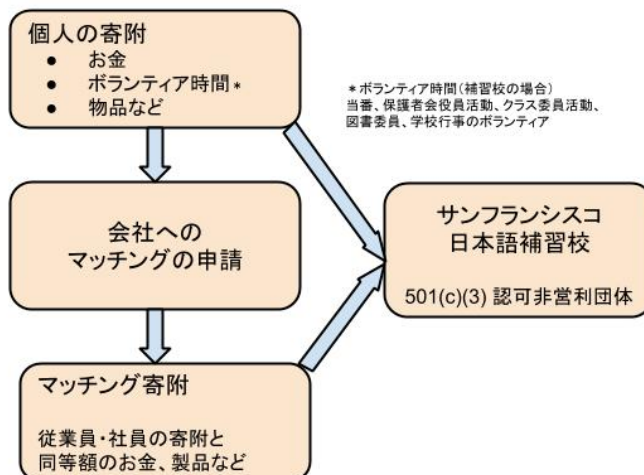 個人の寄附
● お金
● ボランティア時間*
● 物品など
*ボランティア時間(補習校の場合)
当番、保護者会役員活動、クラス委員活動、
図書委員、学校行事のボランティア
会社への
マッチングの申請
サンフランシスコ
日本語補習校
501(c)(3) 認可非営利団体
マッチング寄附
従業員・社員の寄附と
同等額のお金、製品など